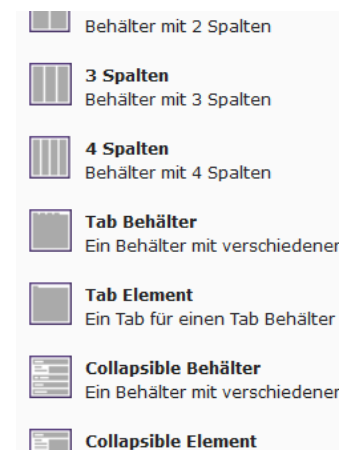 Behälter mit 2 Spalten
3 Spalten
Behälter mit 3 Spalten
4 Spalten
Behälter mit 4 Spalten
Tab Behälter
Ein Behälter mit verschiedener
Tab Element
Ein Tab für einen Tab Behälter
Collapsible Behälter
Ein Behälter mit verschiedener
Collapsible Element